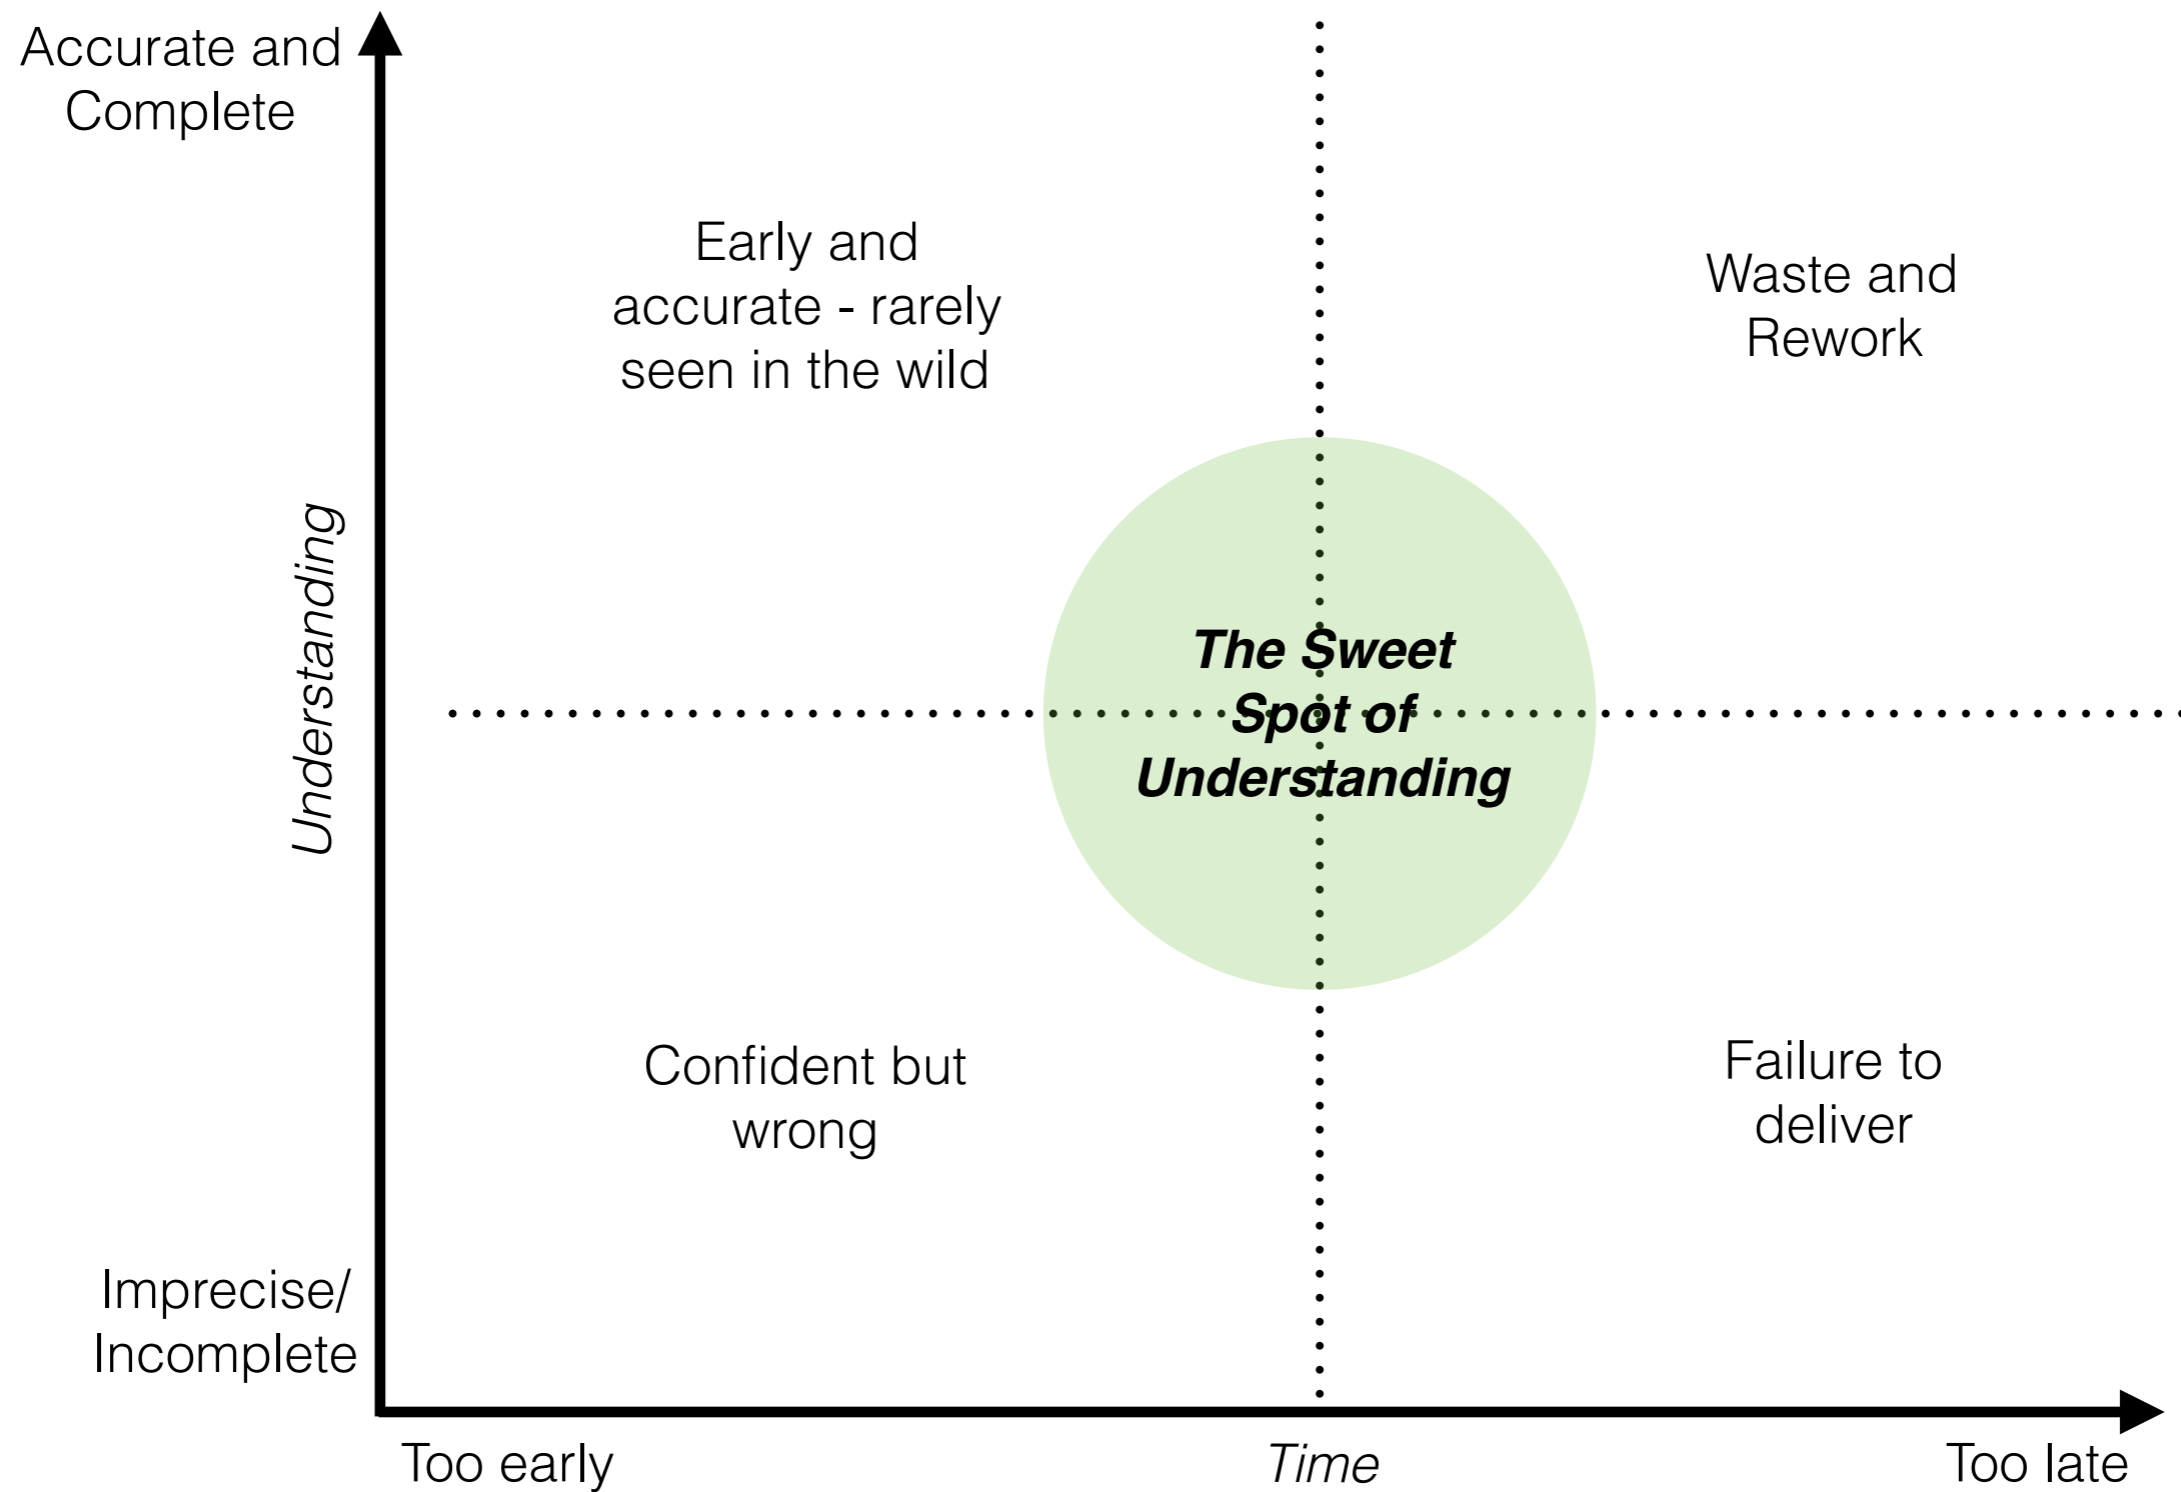 Accurate and
Complete
Early and
accurate - rarely
seen in the wild
Waste and
Rework
Understanding
The Sweet
Spot of
Understanding
Confident but
wrong
Failure to
deliver
Imprecise/
Incomplete
Too early
Time
Too late